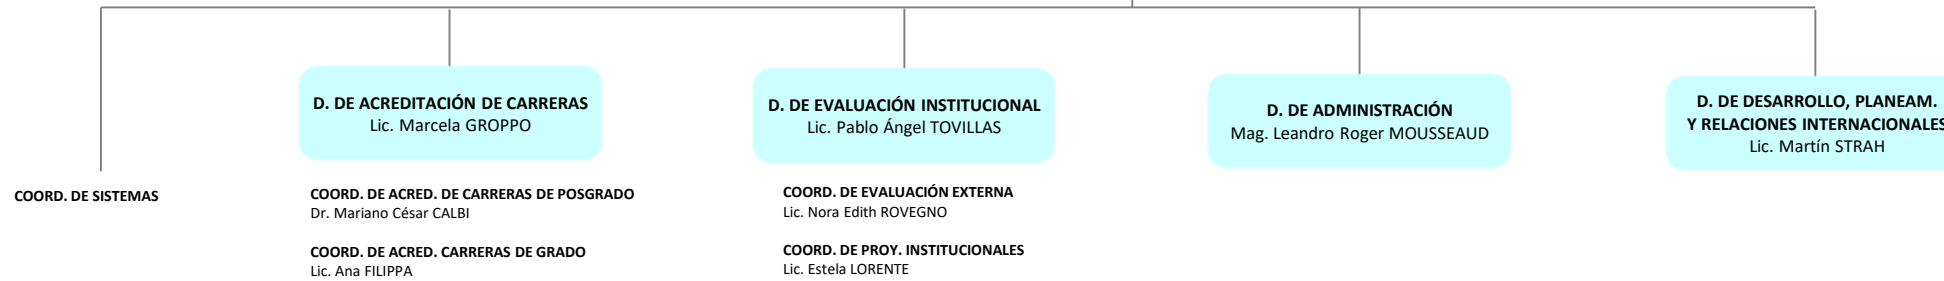 D. DE ACREDITACIÓN DE CARRERAS
Lic. Marcela GROPPO
D. DE EVALUACIÓN INSTITUCIONAL
Lic. Pablo Ángel TOVILLAS
D. DE ADMINISTRACIÓN
Mag. Leandro Roger MOUSSEAUD
D. DE DESARROLLO, PLANEAM.
Y RELACIONES INTERNACIONALES
Lic. Martín STRAH
COORD. DE SISTEMAS
COORD. DE ACRED. DE CARRERAS DE POSGRADO
Dr. Mariano César CALBI
COORD. DE ACRED. CARRERAS DE GRADO
Lic. Ana FILIPPA
COORD. DE EVALUACIÓN EXTERNA
Lic. Nora Edith ROVEGNO
COORD. DE PROY. INSTITUCIONALES
Lic. Estela LORENTE